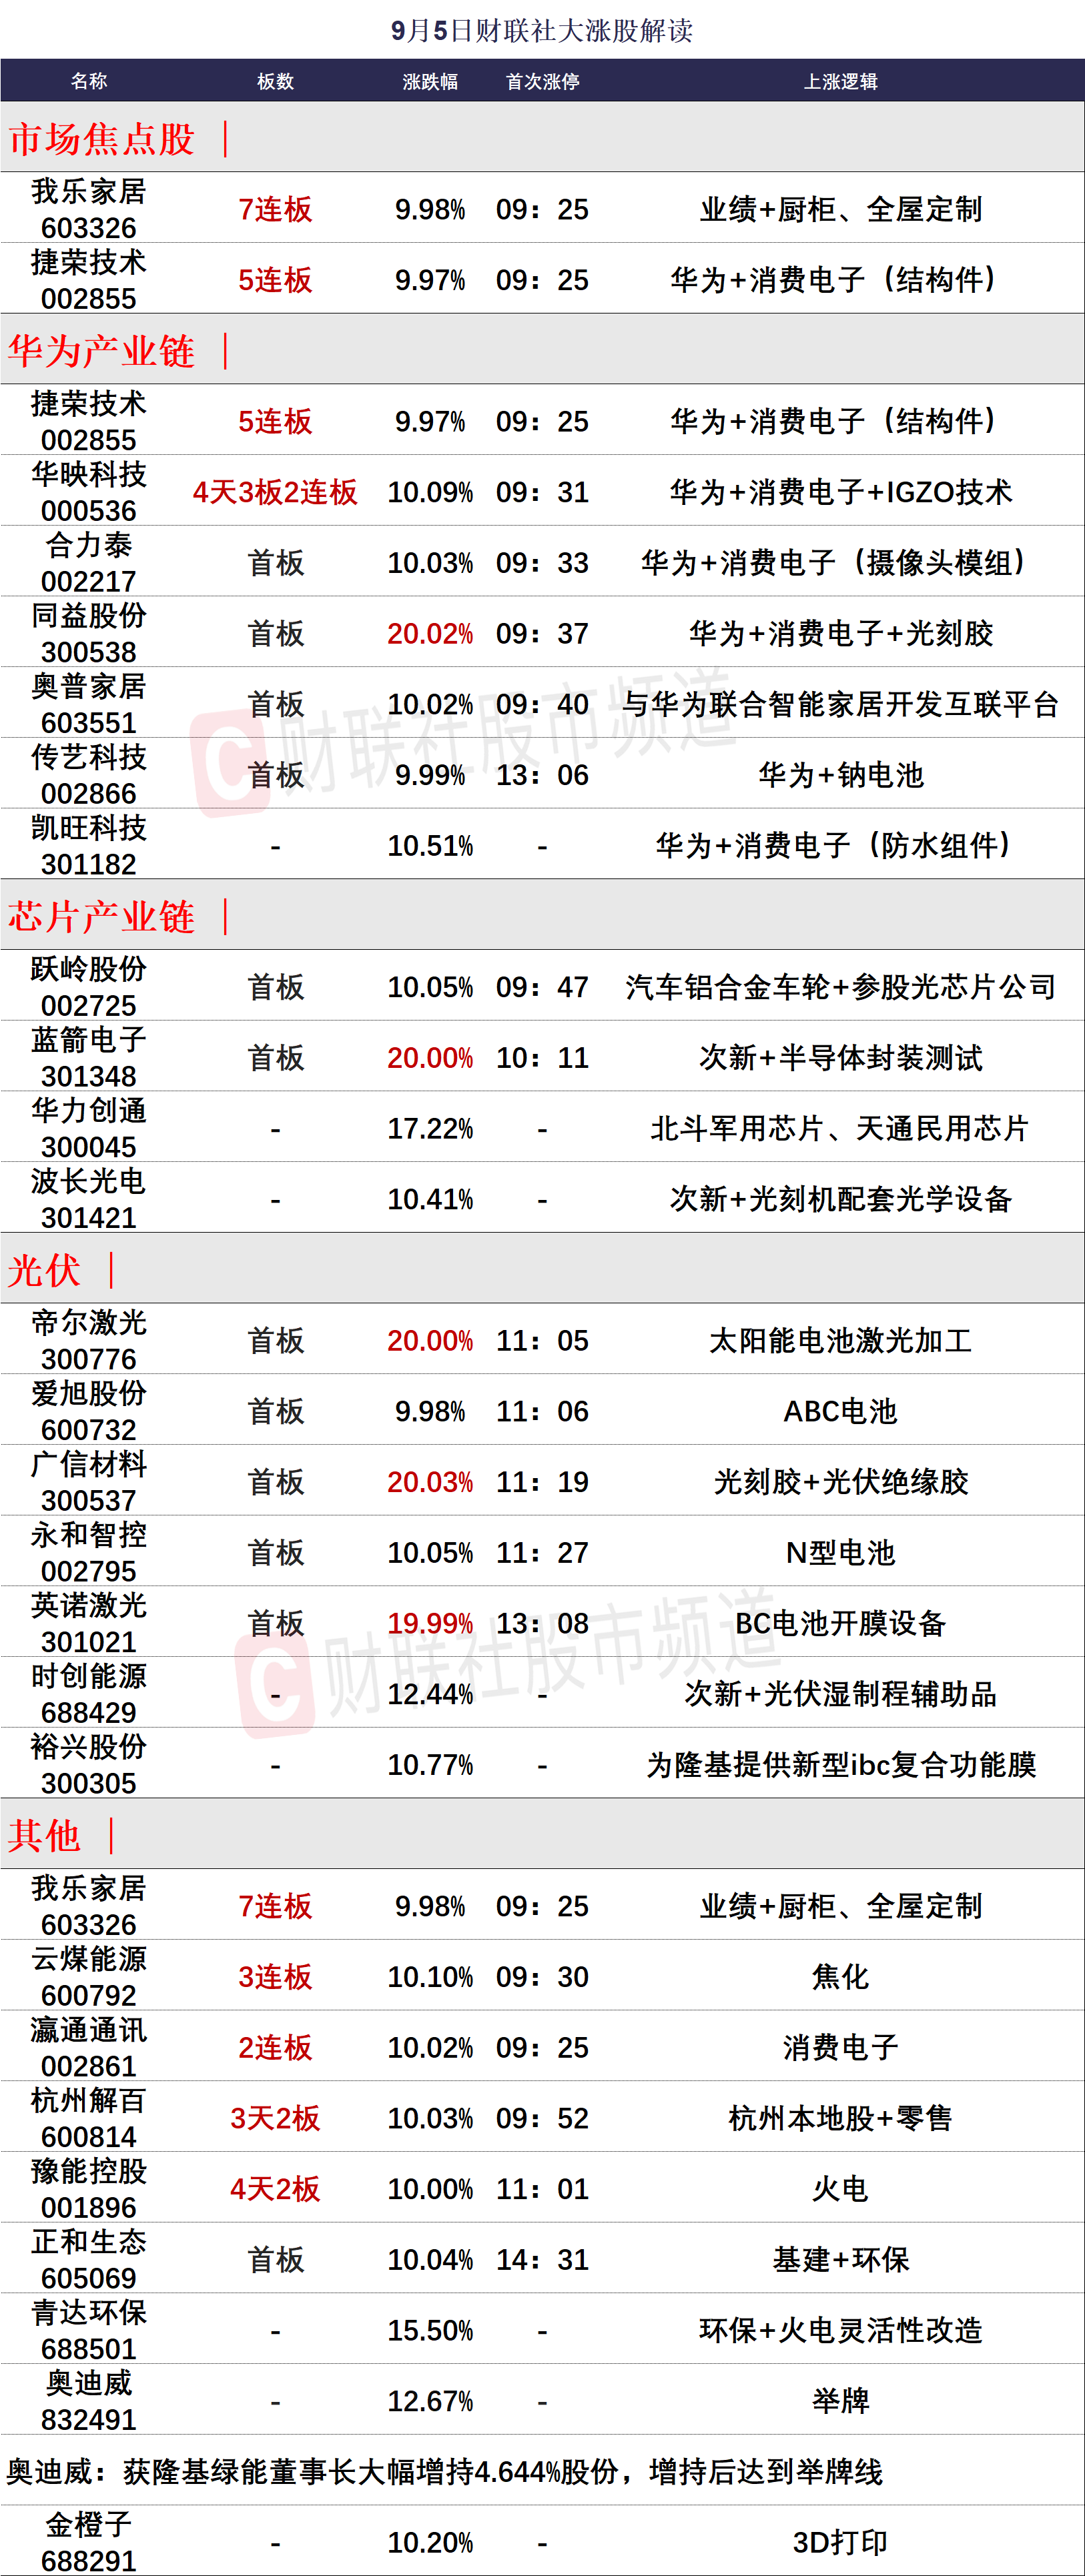 9月5日财联社大涨股解读
名称 板数 涨跌幅 首次涨停 上涨逻辑
市场焦点股 ｜
我乐家居
603326 7连板 9.98% 09：25 业绩+厨柜、全屋定制
捷荣技术
002855 5连板 9.97% 09：25 华为+消费电子（结构件）
华为产业链 ｜
捷荣技术
002855 5连板 9.97% 09：25 华为+消费电子（结构件）
华映科技
000536 4天3板2连板 10.09% 09：31 华为+消费电子+IGZO技术
合力泰
002217 首板 10.03% 09：33 华为+消费电子（摄像头模组）
同益股份
300538 首板 20.02% 09：37 华为+消费电子+光刻胶
奥普家居
603551 首板 10.02% 09：40 与华为联合智能家居开发互联平台
传艺科技
002866 首板 9.99% 13：06 华为+钠电池
C 财联社股市频道
凯旺科技
301182 - 10.51% - 华为+消费电子（防水组件）
芯片产业链 ｜
跃岭股份
002725 首板 10.05% 09：47 汽车铝合金车轮+参股光芯片公司
蓝箭电子
301348 首板 20.00% 10：11 次新+半导体封装测试
华力创通
300045 - 17.22% - 北斗军用芯片、天通民用芯片
波长光电
301421 - 10.41% - 次新+光刻机配套光学设备
光伏 ｜
帝尔激光
300776 首板 20.00% 11：05 太阳能电池激光加工
爱旭股份
600732 首板 9.98% 11：06 ABC电池
广信材料
300537 首板 20.03% 11：19 光刻胶+光伏绝缘胶
永和智控
002795 首板 10.05% 11：27 N型电池
英诺激光
301021 首板 19.99% 13：08 BC电池开膜设备
C 财联社股市频道
时创能源
688429 - 12.44% - 次新+光伏湿制程辅助品
裕兴股份
300305 - 10.77% - 为隆基提供新型ibc复合功能膜
其他 ｜
我乐家居
603326 7连板 9.98% 09：25 业绩+厨柜、全屋定制
云煤能源
600792 3连板 10.10% 09：30 焦化
瀛通通讯
002861 2连板 10.02% 09：25 消费电子
杭州解百
600814 3天2板 10.03% 09：52 杭州本地股+零售
豫能控股
001896 4天2板 10.00% 11：01 火电
正和生态
605069 首板 10.04% 14：31 基建+环保
青达环保
688501 - 15.50% - 环保+火电灵活性改造
奥迪威
832491 - 12.67% - 举牌
奥迪威：获隆基绿能董事长大幅增持4.644%股份，增持后达到举牌线
金橙子
688291 - 10.20% - 3D打印